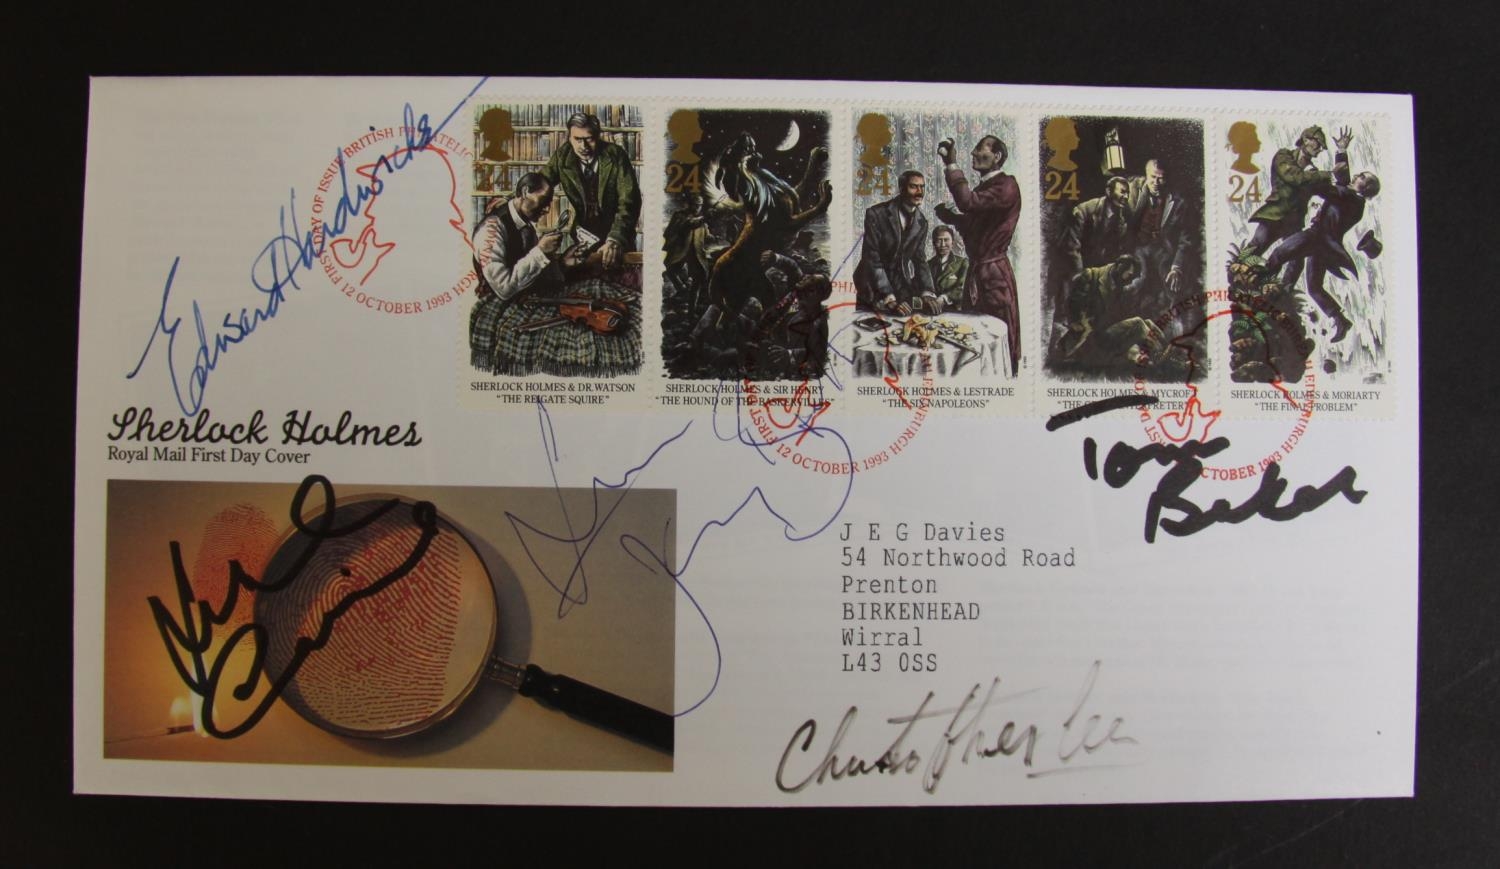 Edward Hardwicke
FIRST DAY OF ISSUE BRITISH PHILATELIC
12 OCTOBER 1993
24
24
24
24
24
SHERLOCK HOLMES & DR. WATSON
"THE REIGATE SQUIRE"
SHERLOCK HOLMES & SIR HENRY
"THE HOUND OF THE BASKERVILLES"
SHERLOCK HOLMES & LESTRADE
"THE SIX NAPOLEONS"
SHERLOCK HOLMES & MYCROFT
SHERLOCK HOLMES & MORIARTY
"THE FINAL PROBLEM"
12 OCTOBER 1993 EDINBURGH
OCTOBER
Sherlock Holmes
Royal Mail First Day Cover
Tom
Baker
J E G Davies
54 Northwood Road
Prenton
BIRKENHEAD
Wirral
L43 0SS
Christopher Lee